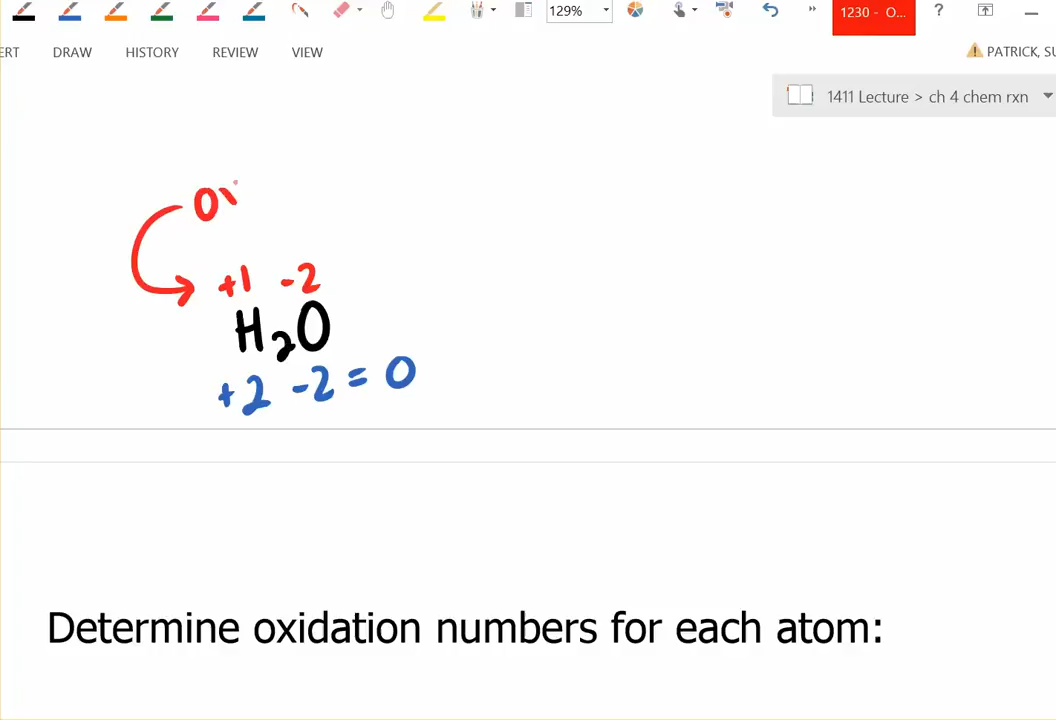 129%
1230 - O...
?
ERT DRAW HISTORY REVIEW VIEW
PATRICK, SU
1411 Lecture > ch 4 chem rxn
ox
+1 -2
H₂O
+2 -2 = 0
Determine oxidation numbers for each atom: